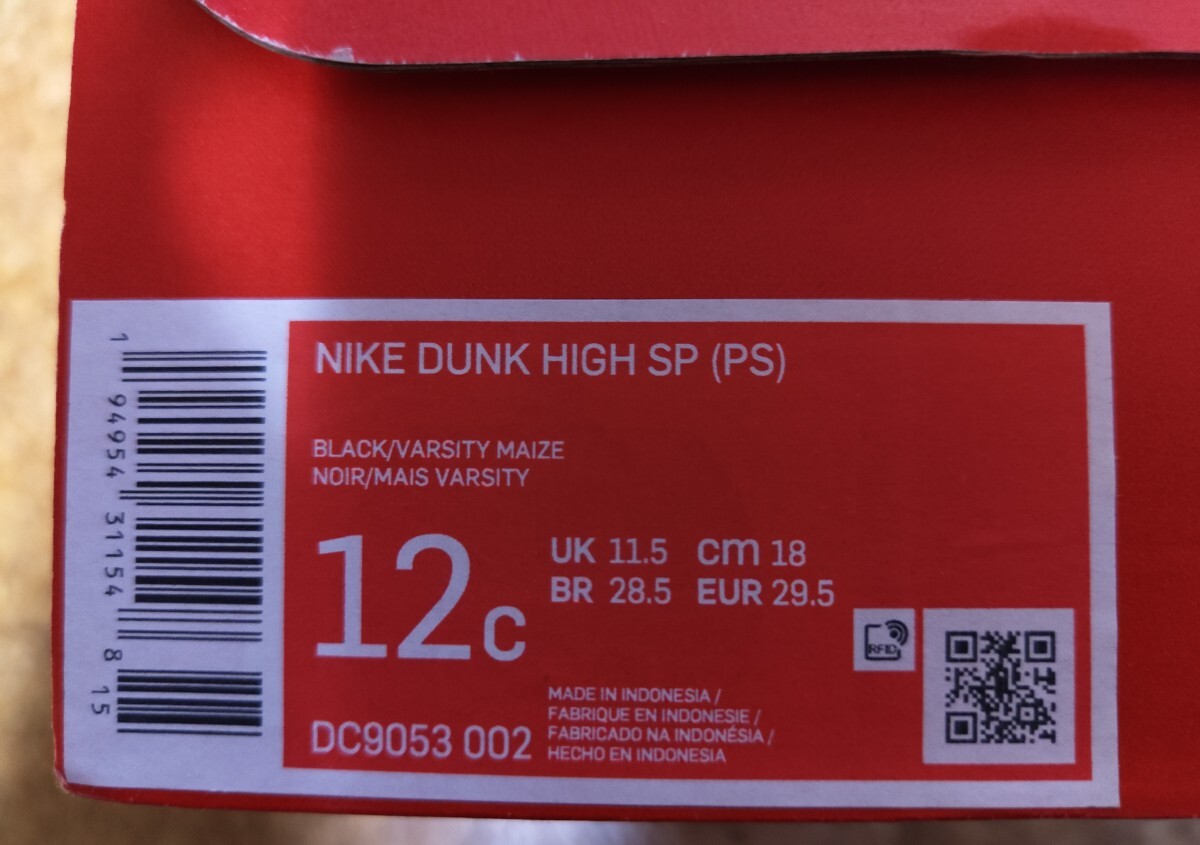 NIKE DUNK HIGH SP (PS)
BLACK/VARSITY MAIZE
NOIR/MAIS VARSITY
12C
UK 11.5 cm 18
BR 28.5 EUR 29.5
RFID
DC9053 002
MADE IN INDONESIA /
FABRIQUE EN INDONESIE /
FABRICADO NA INDONÉSIA /
HECHO EN INDONESIA
1 94954 31154 8 15